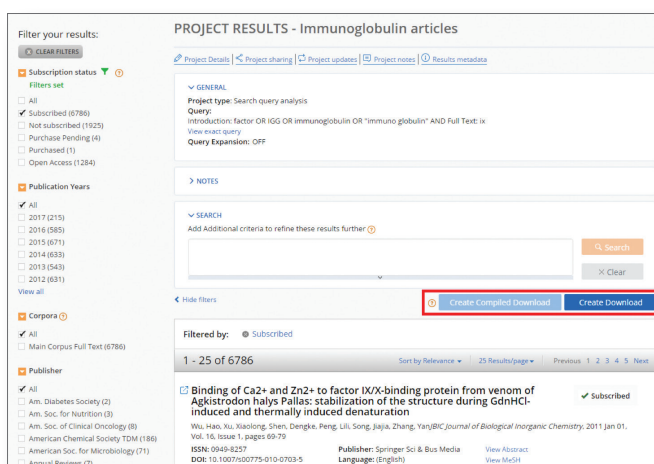 Filter your results:
CLEAR FILTERS
Subscription status
Filters set
All
Subscribed (6786)
Not subscribed (1925)
Purchase Pending (4)
Purchased (1)
Open Access (1284)
Publication Years
All
2017 (215)
2016 (585)
2015 (671)
2014 (633)
2013 (543)
2012 (631)
View all
Corpora
All
Main Corpus Full Text (6786)
Publisher
All
Am. Diabetes Society (2)
Am. Soc. for Nutrition (3)
Am. Soc. of Clinical Oncology (8)
American Chemical Society TDM (186)
American Soc. for Microbiology (71)
Annual Reviews (7)
PROJECT RESULTS - Immunoglobulin articles
Project Details | Project sharing | Project updates | Project notes | Results metadata
GENERAL
Project type: Search query analysis
Query:
Introduction: factor OR IGG OR immunoglobulin OR "immuno globulin" AND Full Text: ix
View exact query
Query Expansion: OFF
NOTES
SEARCH
Add Additional criteria to refine these results further
Search
Clear
Hide filters
Create Compiled Download
Create Download
Filtered by: Subscribed
1 - 25 of 6786 Sort by Relevance 25 Results/page Previous 1 2 3 4 5 Next
Binding of Ca2+ and Zn2+ to factor IX/X-binding protein from venom of
Agkistrodon halys Pallas: stabilization of the structure during GdnHCl-
induced and thermally induced denaturation
Subscribed
Wu, Hao, Xu, Xiaolong, Shen, Dengke, Peng, Lili, Song, Jiajia, Zhang, Yan/JBIC Journal of Biological Inorganic Chemistry, 2011 Jan 01,
Vol. 16, Issue 1, pages 69-79
ISSN: 0949-8257 Publisher: Springer Sci & Bus Media View Abstract
DOI: 10.1007/s00775-010-0703-5 Language: (English) View MeSH